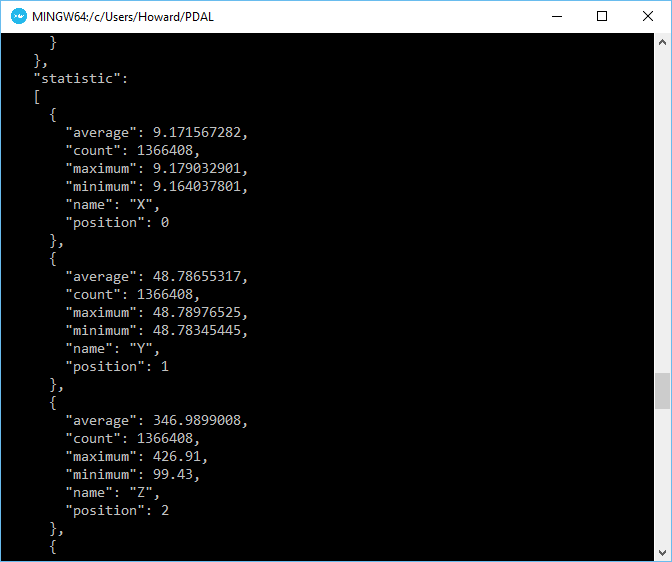 MINGW64:/c/Users/Howard/PDAL
}
},
"statistic":
[
{
"average": 9.171567282,
"count": 1366408,
"maximum": 9.179032901,
"minimum": 9.164037801,
"name": "X",
"position": 0
},
{
"average": 48.78655317,
"count": 1366408,
"maximum": 48.78976525,
"minimum": 48.78345445,
"name": "Y",
"position": 1
},
{
"average": 346.9899008,
"count": 1366408,
"maximum": 426.91,
"minimum": 99.43,
"name": "Z",
"position": 2
},
{